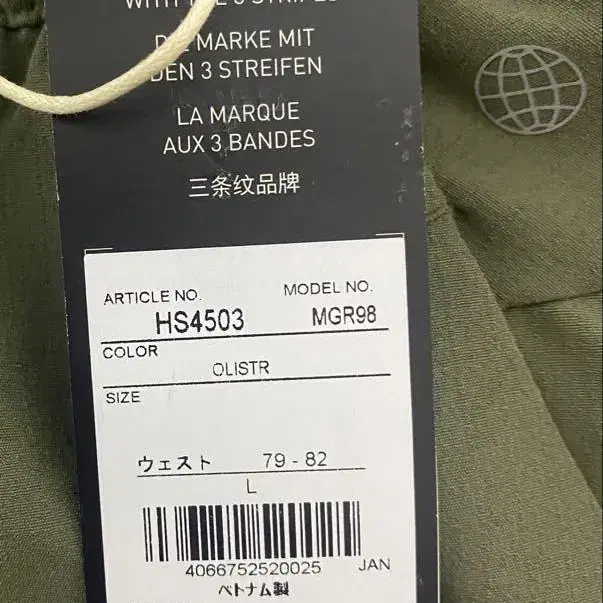 DIE MARKE MIT
DEN 3 STREIFEN
LA MARQUE
AUX 3 BANDES
三条纹品牌
ARTICLE NO. MODEL NO.
HS4503 MGR98
COLOR
OLISTR
SIZE
ウェスト 79 - 82
L
4066752520025 JAN
ベトナム製